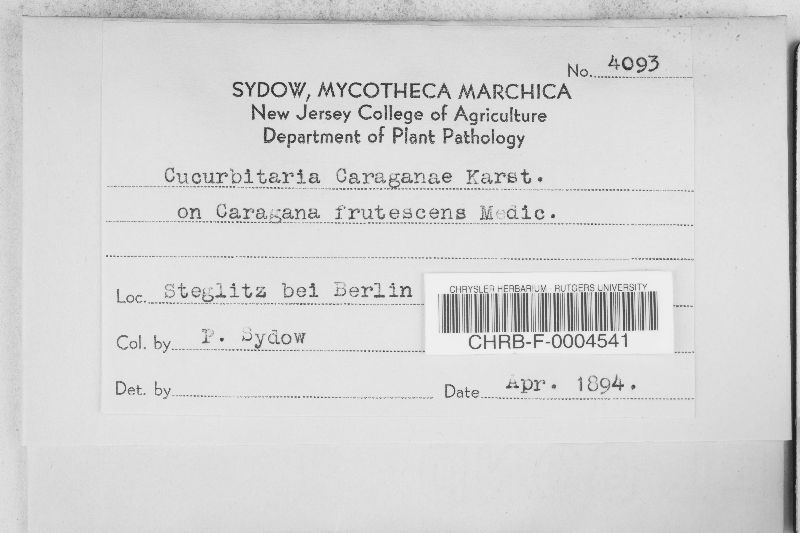 No. 4093
SYDOW, MYCOTHECA MARCHICA
New Jersey College of Agriculture
Department of Plant Pathology
Cucurbitaria Caraganae Karst.
on Caragana frutescens Medic.
Loc. Steglitz bei Berlin
CHRYSLER HERBARIUM RUTGERS UNIVERSITY
CHRB-F-0004541
Col. by P. Sydow
Det. by
Date Apr. 1894.